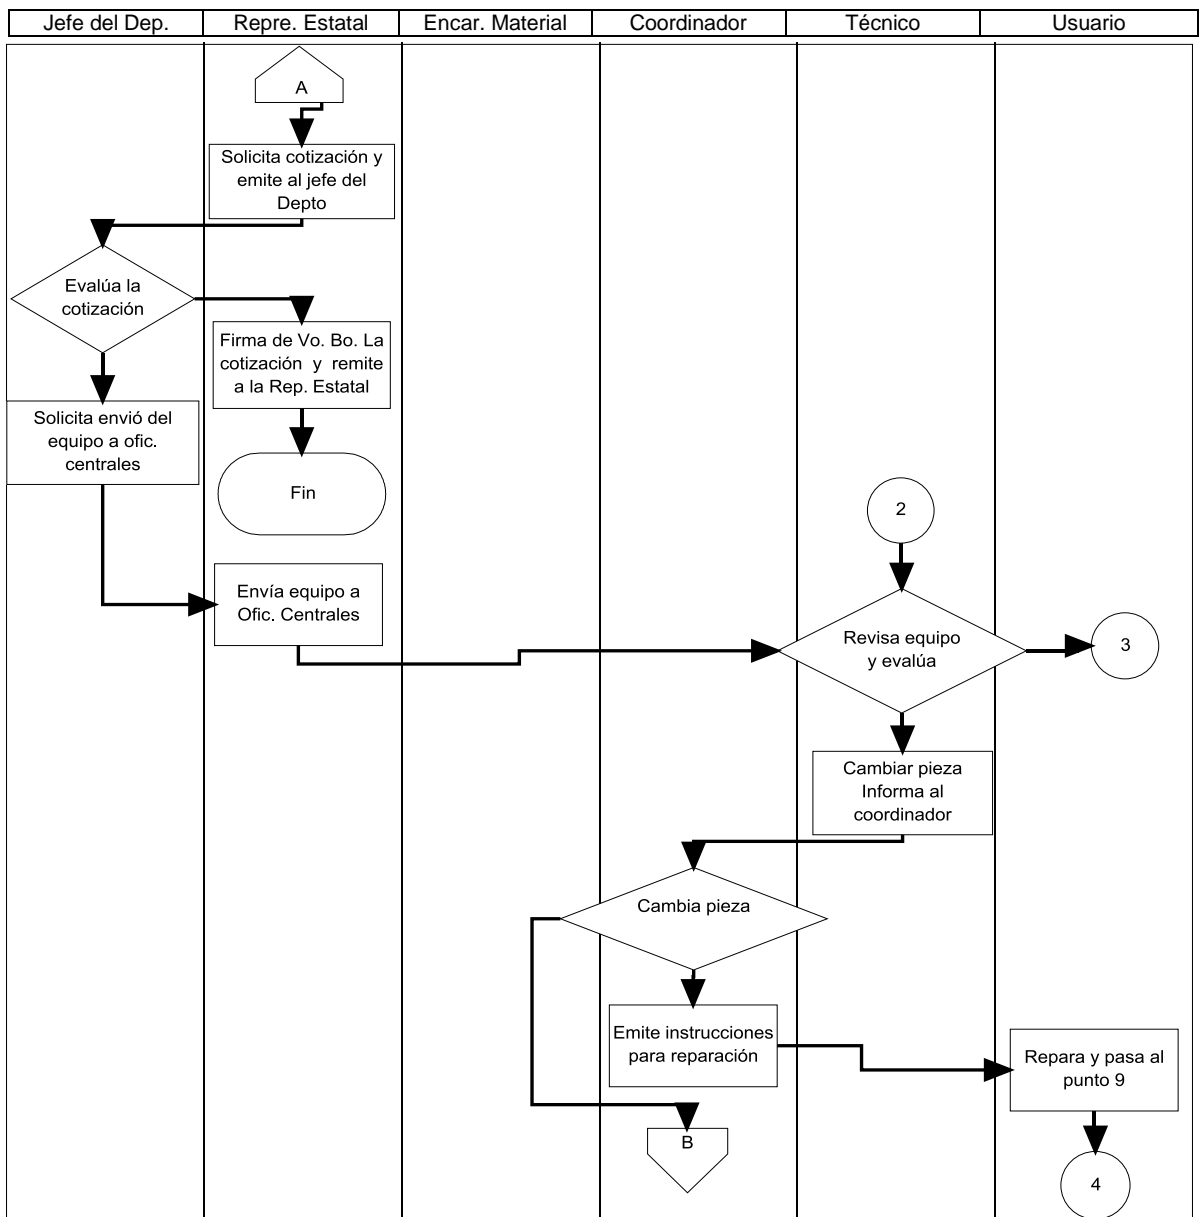 Jefe del Dep.
Repre. Estatal
Encar. Material
Coordinador
Técnico
Usuario
A
Solicita cotización y
emite al jefe del
Depto
Evalúa la
cotización
Firma de Vo. Bo. La
cotización y remite
a la Rep. Estatal
Solicita envió del
equipo a ofic.
centrales
Fin
2
Envía equipo a
Ofic. Centrales
Revisa equipo
y evalúa
3
Cambiar pieza
Informa al
coordinador
Cambia pieza
Emite instrucciones
para reparación
Repara y pasa al
punto 9
B
4